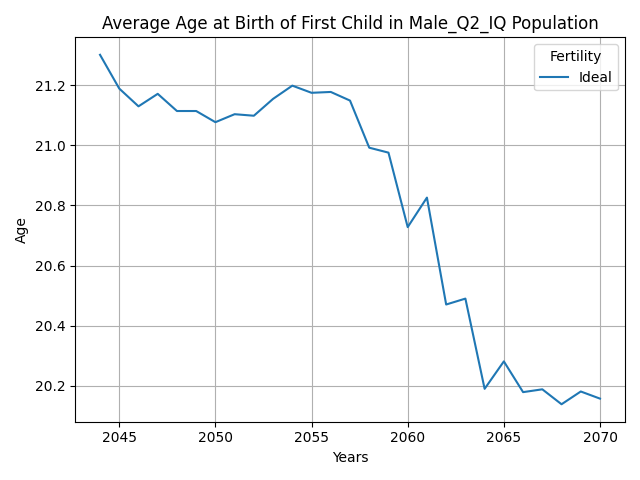 Average Age at Birth of First Child in Male_Q2_IQ Population
Fertility
Ideal
21.2
21.0
20.8
20.6
20.4
20.2
Age
2045
2050
2055
2060
2065
2070
Years